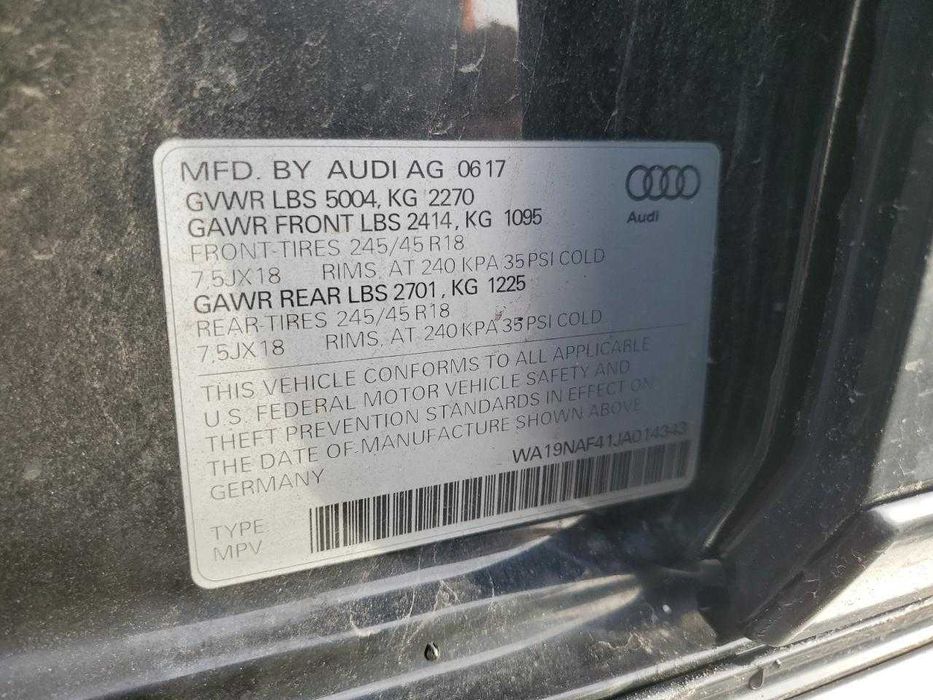 MFD. BY AUDI AG 06 17
GVWR LBS 5004, KG 2270
GAWR FRONT LBS 2414, KG 1095
FRONT-TIRES 245/45 R18
7,5JX18 RIMS, AT 240 KPA 35 PSI COLD
GAWR REAR LBS 2701, KG 1225
REAR-TIRES 245/45 R18
7,5JX18 RIMS, AT 240 KPA 35 PSI COLD
Audi
THIS VEHICLE CONFORMS TO ALL APPLICABLE
U.S. FEDERAL MOTOR VEHICLE SAFETY AND
THEFT PREVENTION STANDARDS IN EFFECT ON
THE DATE OF MANUFACTURE SHOWN ABOVE.
GERMANY
WA19NAF41JA014343
TYPE
MPV